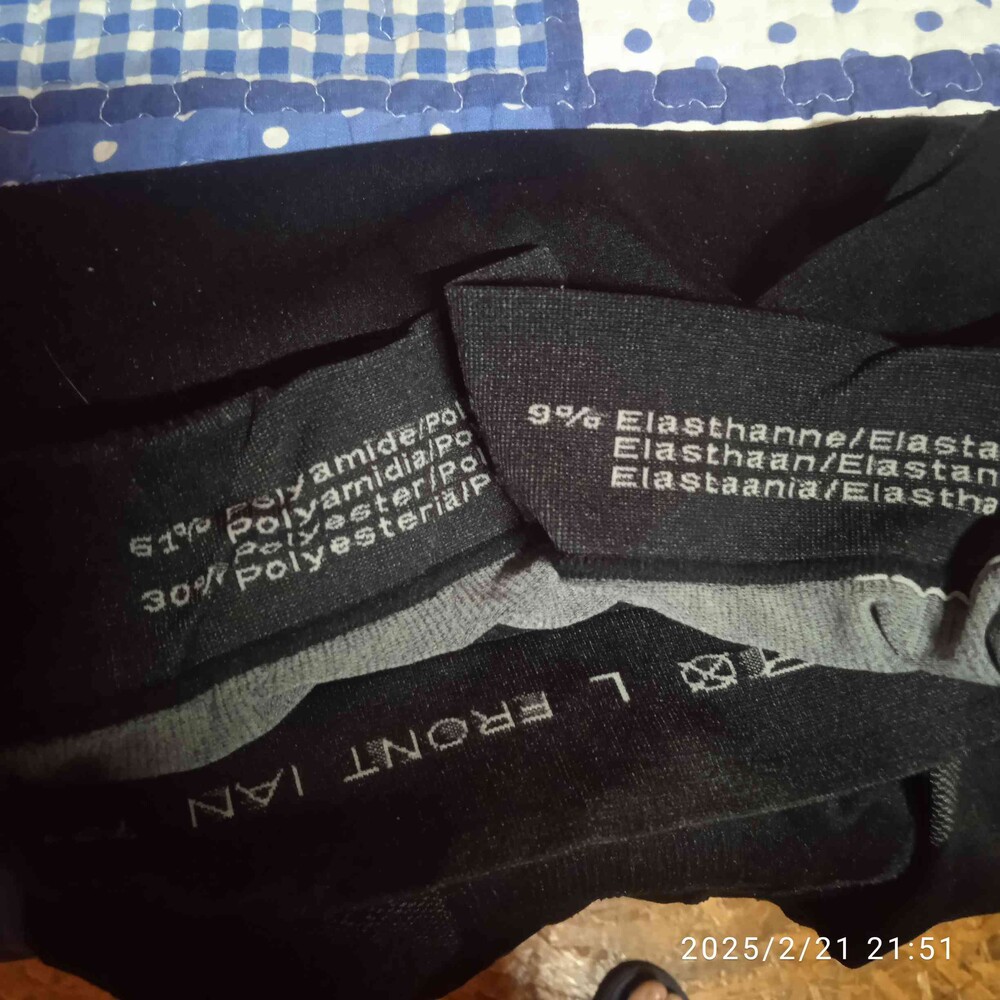 61% Polyamide/Pol
Polyamidia/Po
Polyester/Pol
30% Polyesteria/P
9% Elasthanne/Elasta
Elasthaan/Elastan
Elastaania/Elastha
L FRONT IAN
2025/2/21 21:51